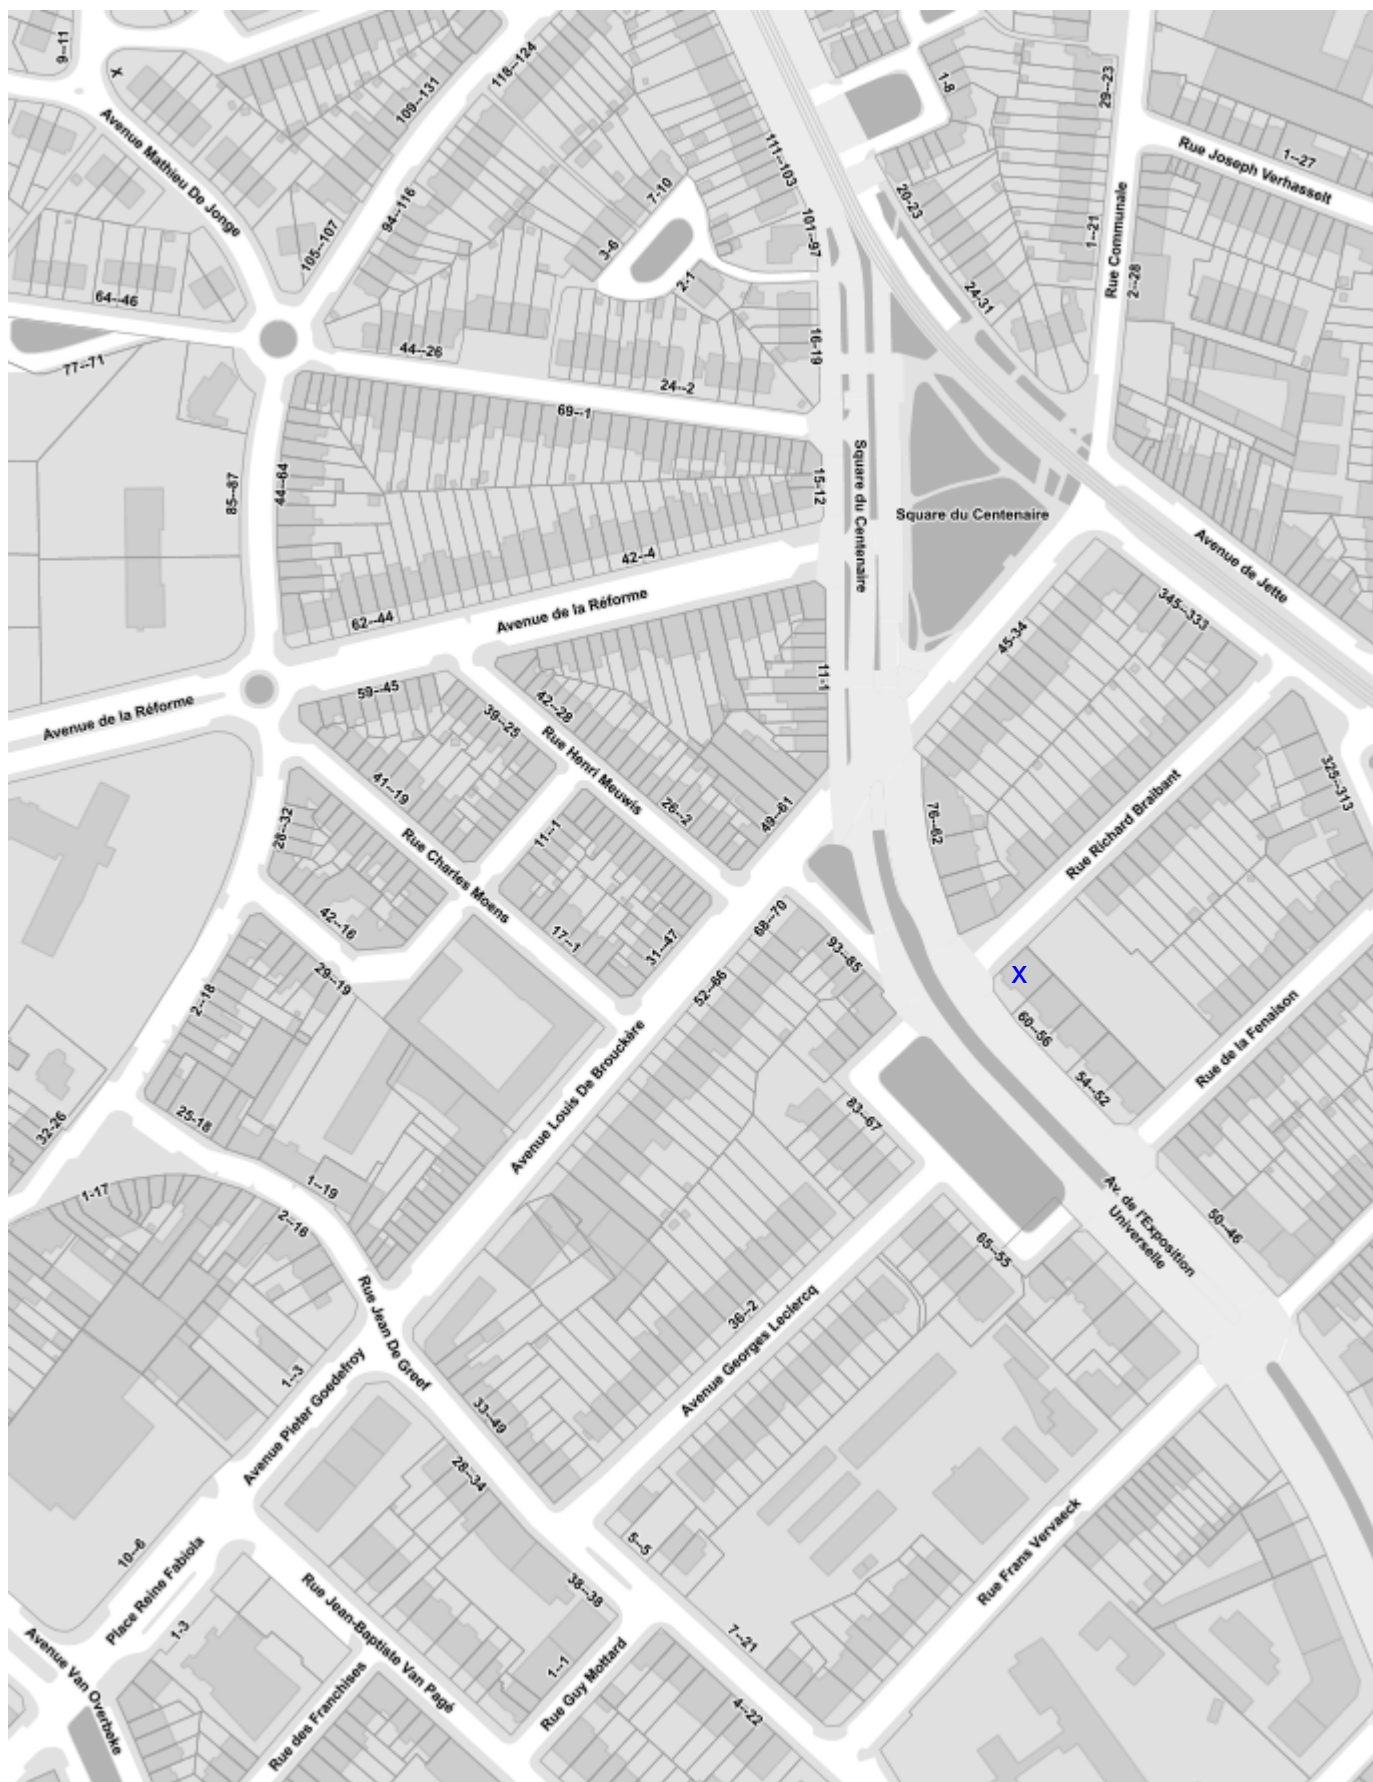 9--11
x
118--124
109--131
1-8
29--23
Avenue Mathieu De Jonge
111--103
Rue Joseph Verhasselt
1--27
7-10
94--116
20-23
101--97
1--21
Rue Communale
105--107
3-6
2-1
2--28
64--46
24-31
77--71
44--26
16-19
24--2
69--1
85--87
44--64
15-12
Square du Centenaire
Square du Centenaire
Avenue de Jette
42--4
62--44
Avenue de la Réforme
345--333
45-34
59--45
11-1
Avenue de la Réforme
42--28
39--25
Rue Henri Meuwis
325--313
41--19
26--2
49--61
76--62
Rue Richard Braibant
28--32
11--1
Rue Charles Moens
42--16
17--1
31--47
68--70
93--85
29--19
52--66
2--18
X
60--56
Rue de la Fenaison
54--52
Avenue Louis De Brouckère
83--67
32-26
25-18
1-17
1--19
2--16
Av. de l'Exposition
Universelle
50--46
65--55
Rue Jean De Greef
36--2
Avenue Georges Leclercq
1--3
Avenue Pieter Goedefroy
33--49
28--34
10--6
Place Reine Fabiola
5--5
Rue Frans Vervaeck
38--38
Rue Jean-Baptiste Van Pagé
1-3
7--21
Avenue Van Overbeke
1--1
Rue Guy Mottard
Rue des Franchises
4--22